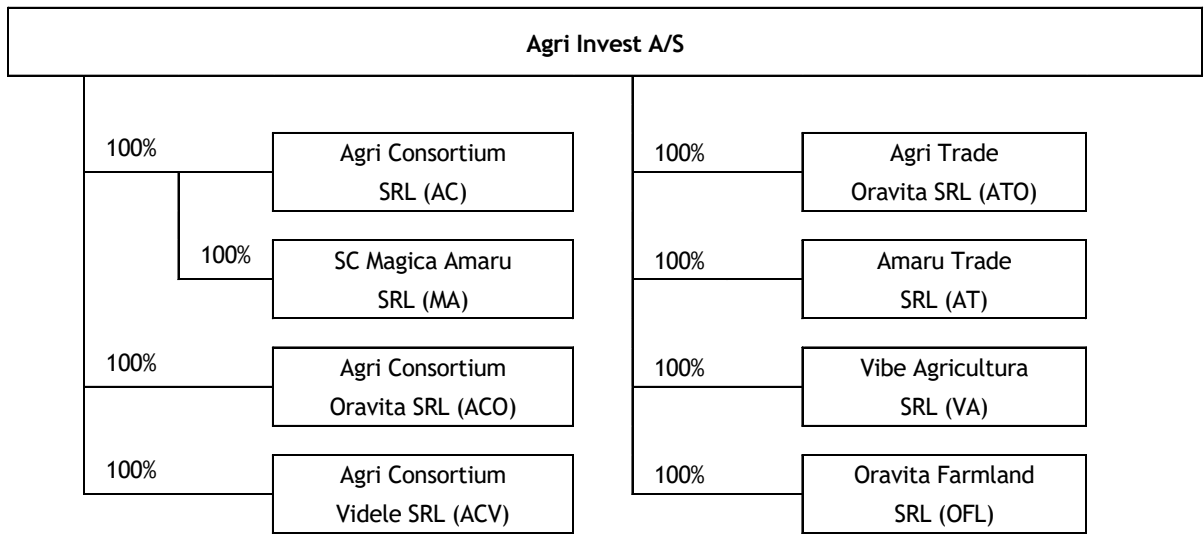 Agri Invest A/S
100%
Agri Consortium
SRL (AC)
100%
SC Magica Amaru
SRL (MA)
100%
Agri Consortium
Oravita SRL (ACO)
100%
Agri Consortium
Videle SRL (ACV)
100%
Agri Trade
Oravita SRL (ATO)
100%
Amaru Trade
SRL (AT)
100%
Vibe Agricultura
SRL (VA)
100%
Oravita Farmland
SRL (OFL)